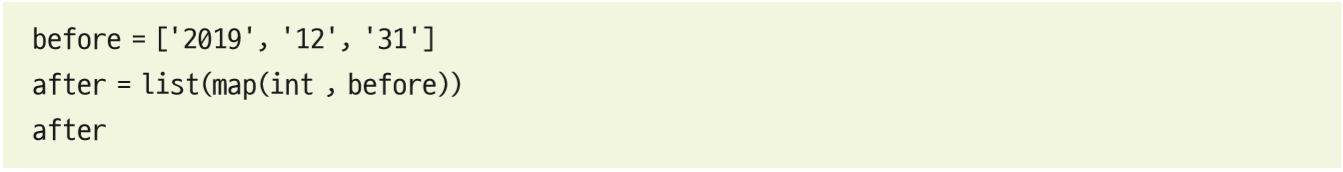 before = ['2019', '12', '31']
after = list(map(int , before))
after